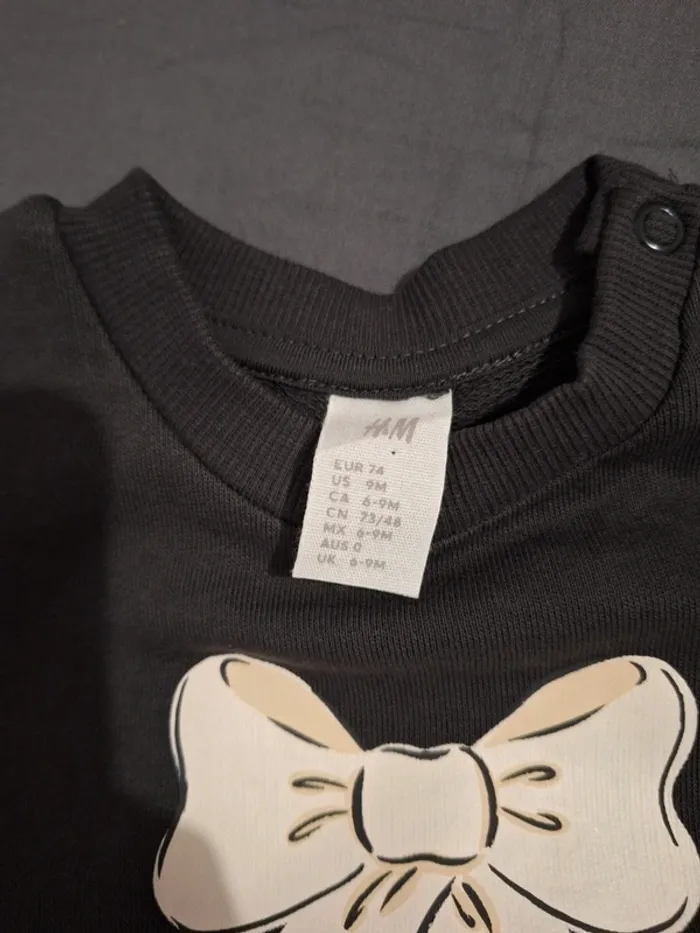 H&M
EUR 74
US 9M
CA 6-9M
CN 73/48
MX 6-9M
AUS 0
UK 6-9M